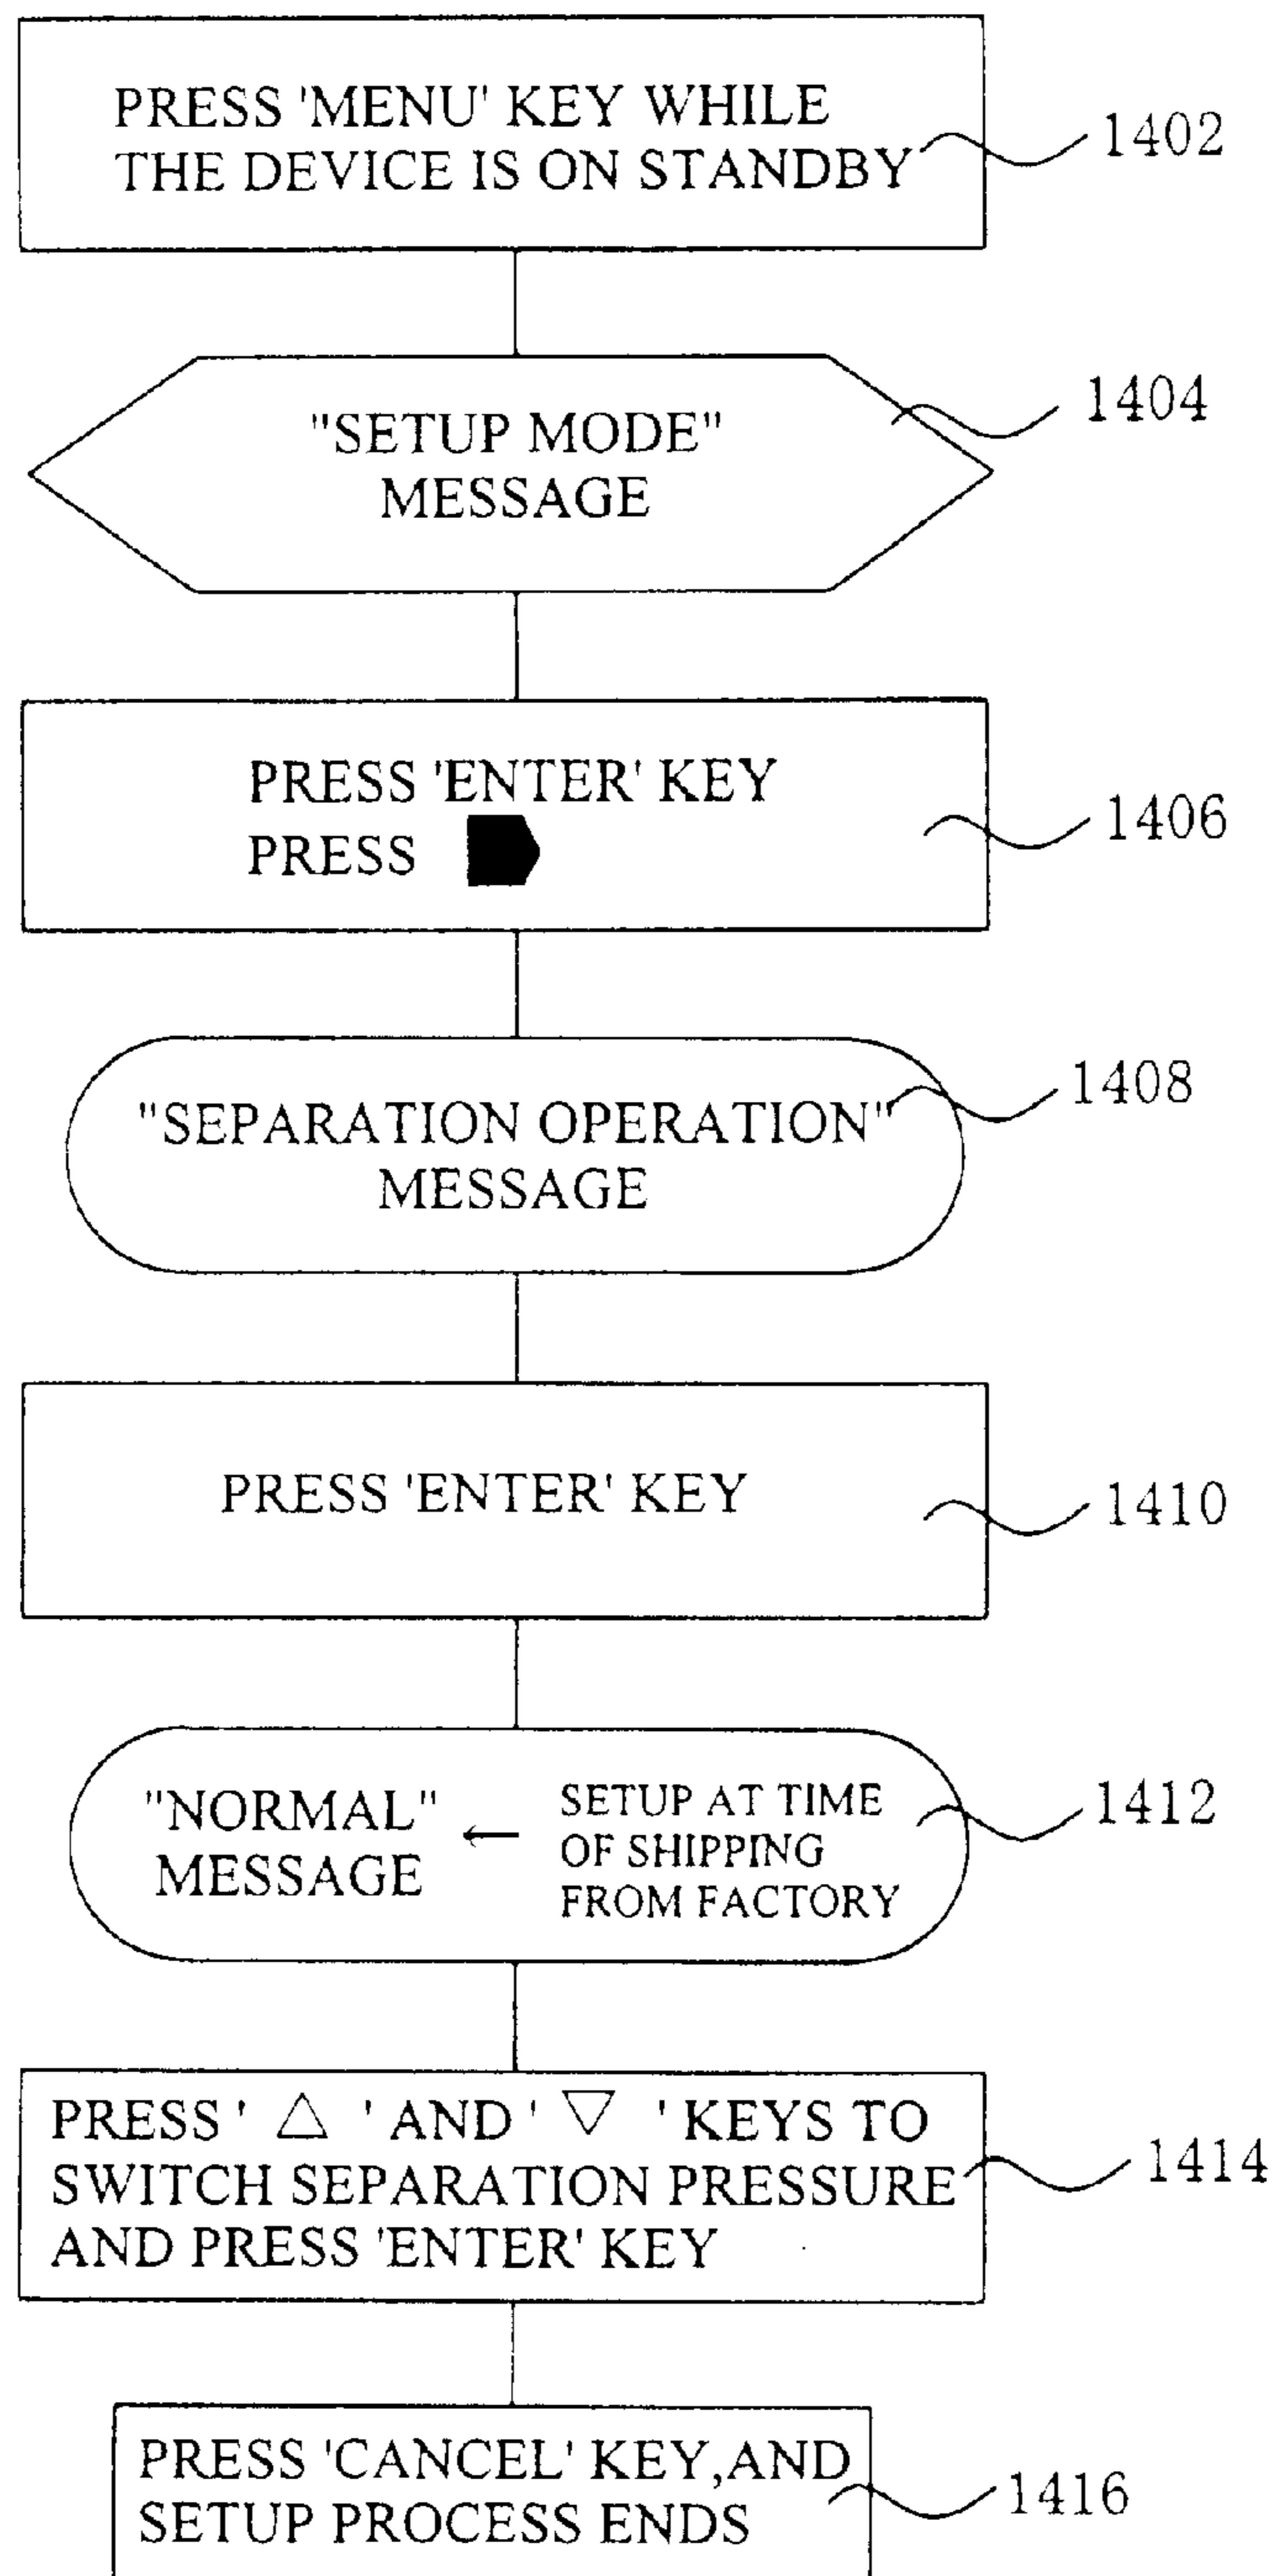 PRESS 'MENU' KEY WHILE
THE DEVICE IS ON STANDBY
1402
"SETUP MODE"
MESSAGE
1404
PRESS 'ENTER' KEY
PRESS
1406
"SEPARATION OPERATION"
MESSAGE
1408
PRESS 'ENTER' KEY
1410
"NORMAL"
MESSAGE
←
SETUP AT TIME
OF SHIPPING
FROM FACTORY
1412
PRESS ' △ ' AND ' ▽ ' KEYS TO
SWITCH SEPARATION PRESSURE
AND PRESS 'ENTER' KEY
1414
PRESS 'CANCEL' KEY,AND
SETUP PROCESS ENDS
1416